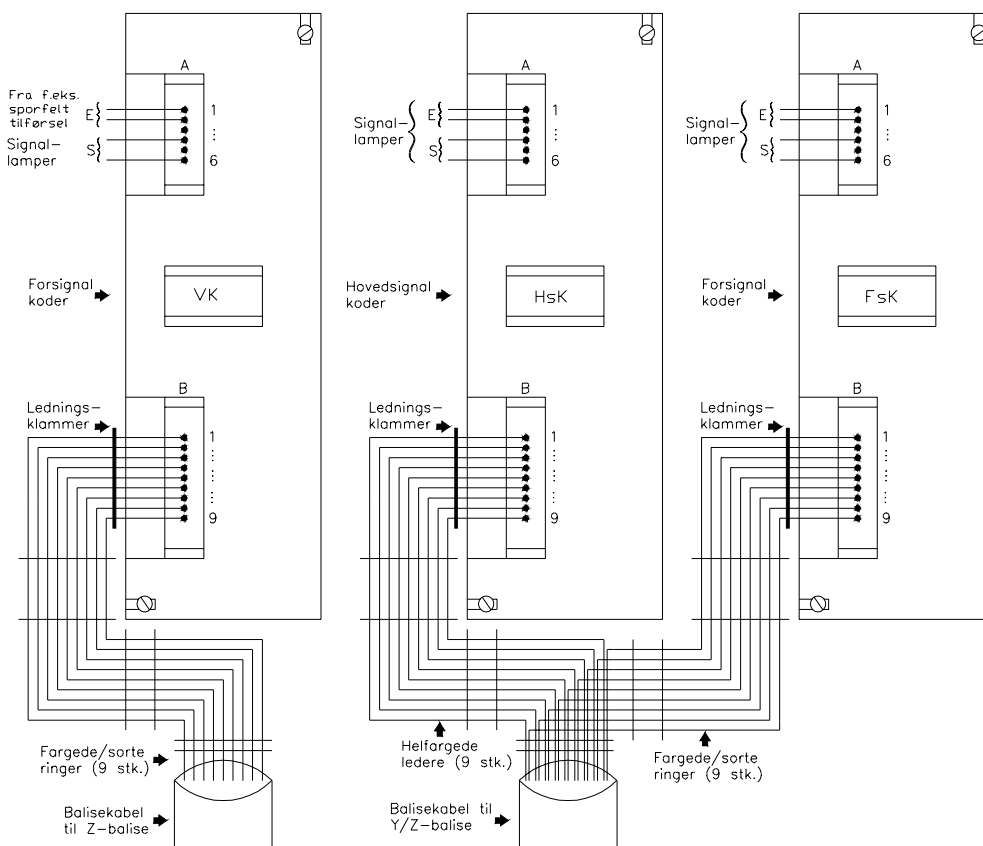 A
A
A
Fra f.eks.
sporfelt
tilførsel
E
1
Signal-
lamper
E
1
Signal-
lamper
E
1
Signal-
lamper
S
6
S
6
S
6
Forsignal
koder
VK
Hovedsignal
koder
HsK
Forsignal
koder
FsK
B
B
B
Lednings-
klammer
1
9
Lednings-
klammer
1
9
Lednings-
klammer
1
9
Fargede/sorte
ringer (9 stk.)
Helfargede
ledere (9 stk.)
Fargede/sorte
ringer (9 stk.)
Balisekabel
til Z-balise
Balisekabel til
Y/Z-balise